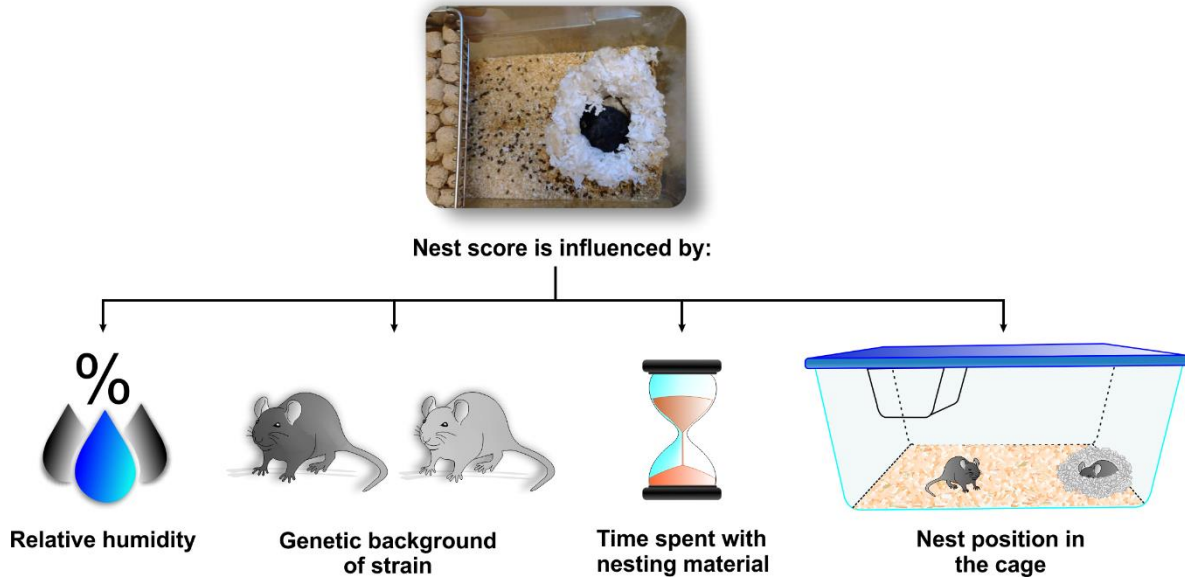 Nest score is influenced by:
%
Relative humidity
Genetic background
of strain
Time spent with
nesting material
Nest position in
the cage